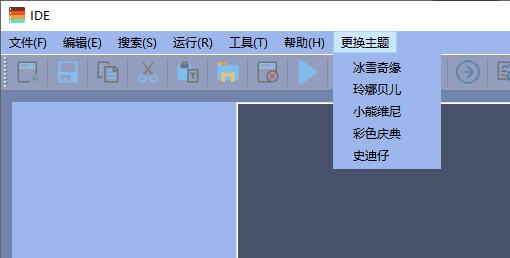 IDE
文件(F) 编辑(E) 搜索(S) 运行(R) 工具(T) 帮助(H) 更换主题
冰雪奇缘
玲娜贝儿
小熊维尼
彩色庆典
史迪仔